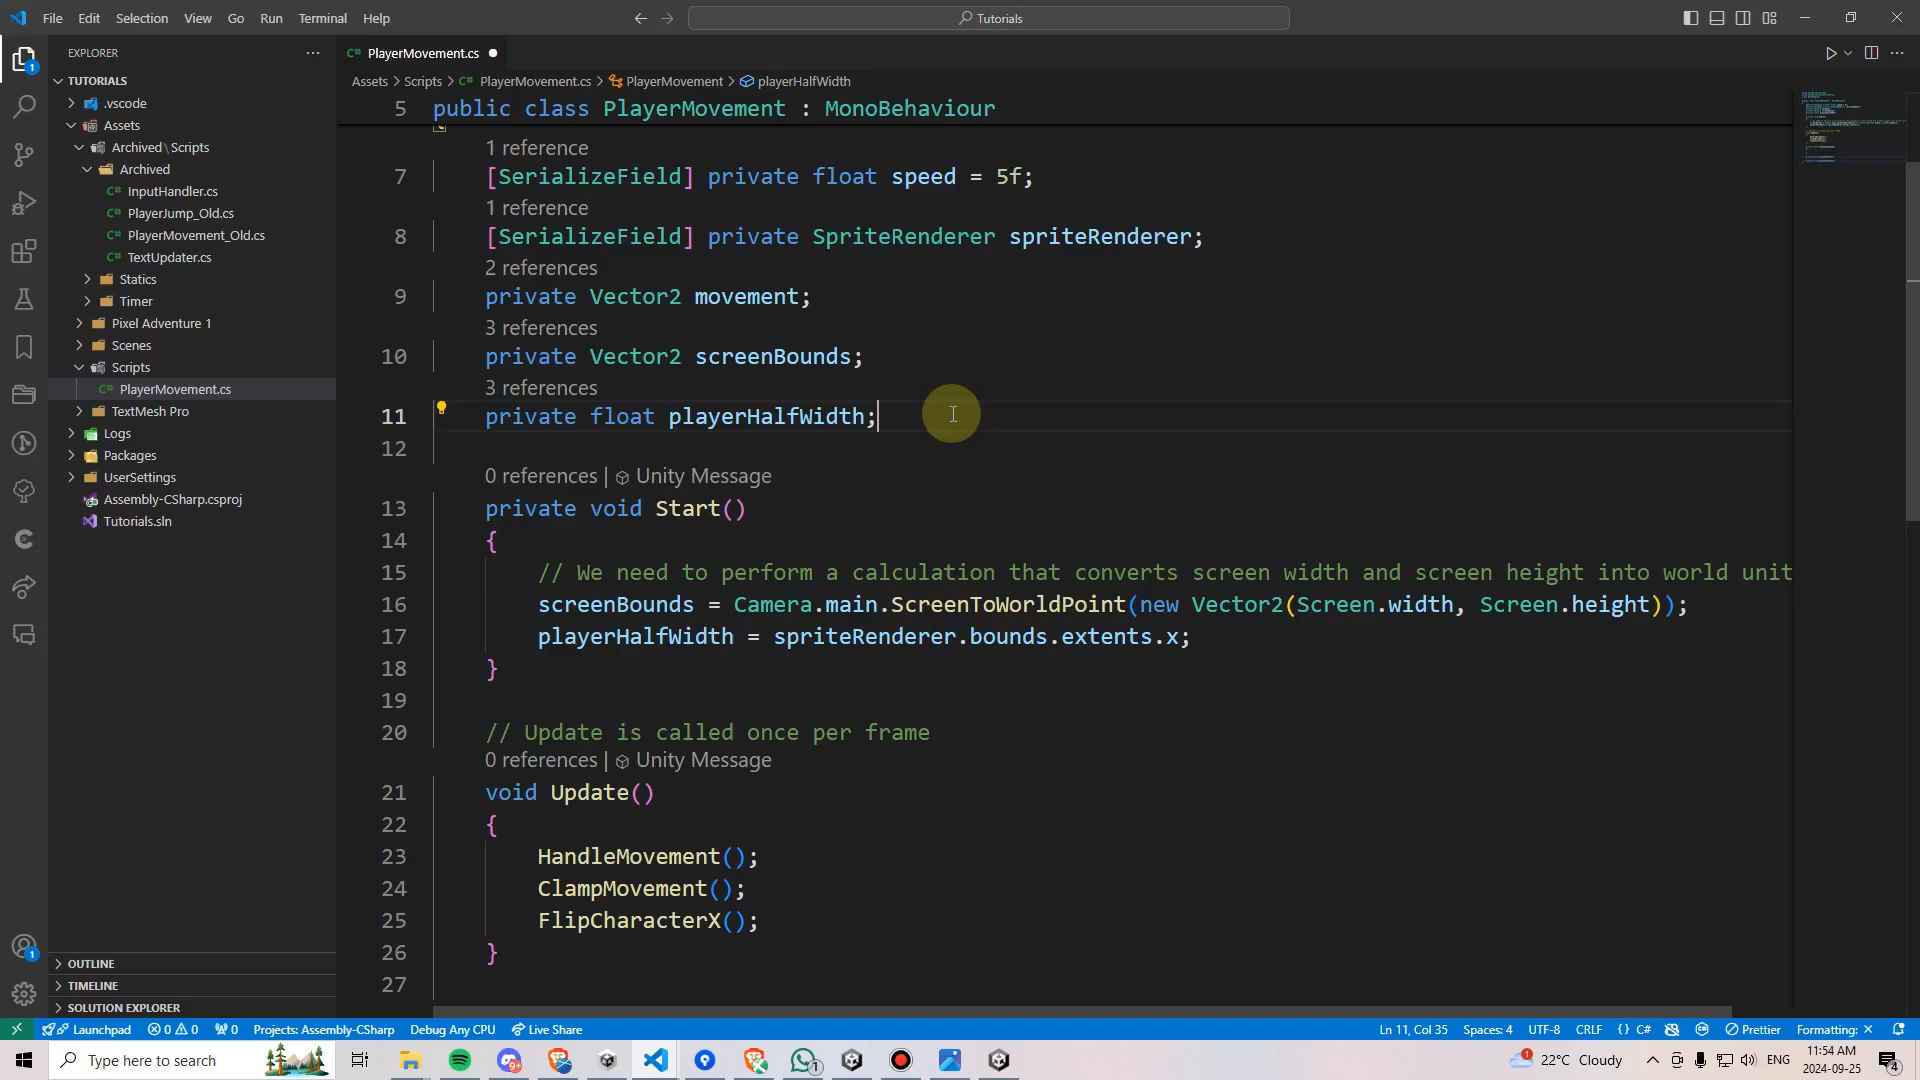 File Edit Selection View Go Run Terminal Help
Tutorials
EXPLORER
PlayerMovement.cs
TUTORIALS
.vscode
Assets
Archived \ Scripts
Archived
InputHandler.cs
PlayerJump_Old.cs
PlayerMovement_Old.cs
TextUpdater.cs
Statics
Timer
Pixel Adventure 1
Scenes
Scripts
PlayerMovement.cs
TextMesh Pro
Logs
Packages
UserSettings
Assembly-CSharp.csproj
Tutorials.sln
OUTLINE
TIMELINE
SOLUTION EXPLORER
Assets > Scripts > PlayerMovement.cs > PlayerMovement > playerHalfWidth
5 public class PlayerMovement : MonoBehaviour
1 reference
7 [SerializeField] private float speed = 5f;
1 reference
8 [SerializeField] private SpriteRenderer spriteRenderer;
2 references
9 private Vector2 movement;
3 references
10 private Vector2 screenBounds;
3 references
11 private float playerHalfWidth;
12
0 references | Unity Message
13 private void Start()
14 {
15 // We need to perform a calculation that converts screen width and screen height into world unit
16 screenBounds = Camera.main.ScreenToWorldPoint(new Vector2(Screen.width, Screen.height));
17 playerHalfWidth = spriteRenderer.bounds.extents.x;
18 }
19
20 // Update is called once per frame
0 references | Unity Message
21 void Update()
22 {
23 HandleMovement();
24 ClampMovement();
25 FlipCharacterX();
26 }
27
Launchpad 0 0 0 Projects: Assembly-CSharp Debug Any CPU Live Share Ln 11, Col 35 Spaces: 4 UTF-8 CRLF { } C# Prettier Formatting: ×
Type here to search
22°C Cloudy ENG
11:54 AM
2024-09-25